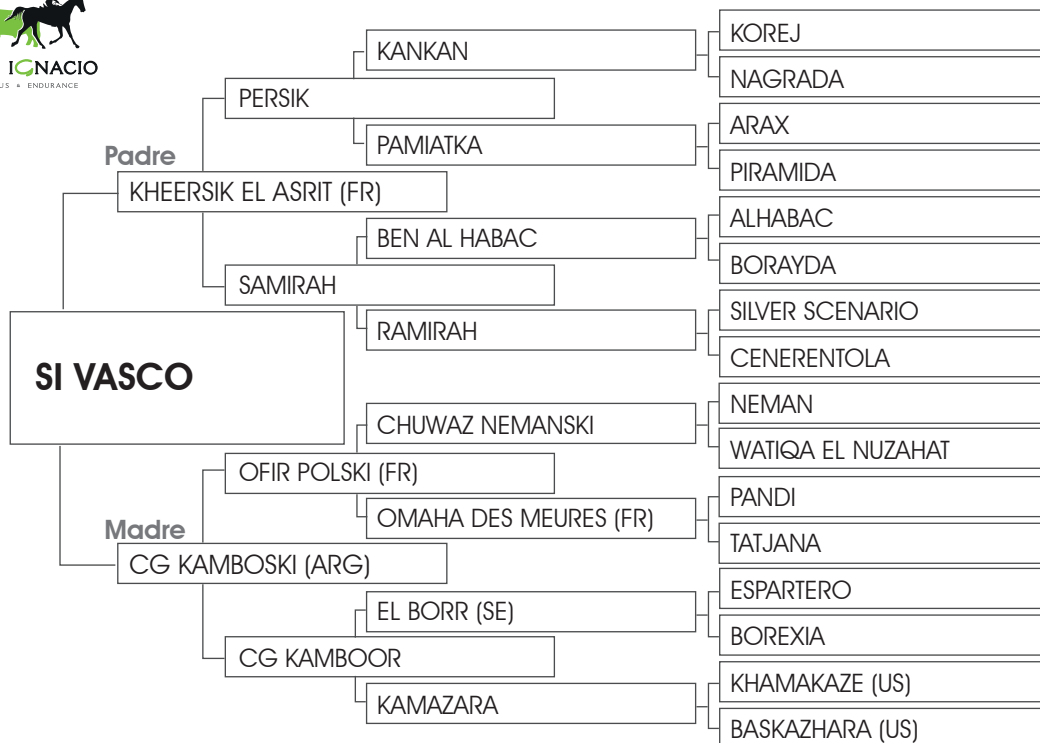 IGNACIO
US & ENDURANCE
KOREJ
KANKAN
NAGRADA
PERSIK
ARAX
PAMIATKA
Padre
PIRAMIDA
KHEERSIK EL ASRIT (FR)
ALHABAC
BEN AL HABAC
BORAYDA
SAMIRAH
SILVER SCENARIO
RAMIRAH
CENERENTOLA
SI VASCO
NEMAN
CHUWAZ NEMANSKI
WATIQA EL NUZAHAT
OFIR POLSKI (FR)
PANDI
OMAHA DES MEURES (FR)
Madre
TATJANA
CG KAMBOSKI (ARG)
ESPARTERO
EL BORR (SE)
BOREXIA
CG KAMBOOR
KHAMAKAZE (US)
KAMAZARA
BASKAZHARA (US)